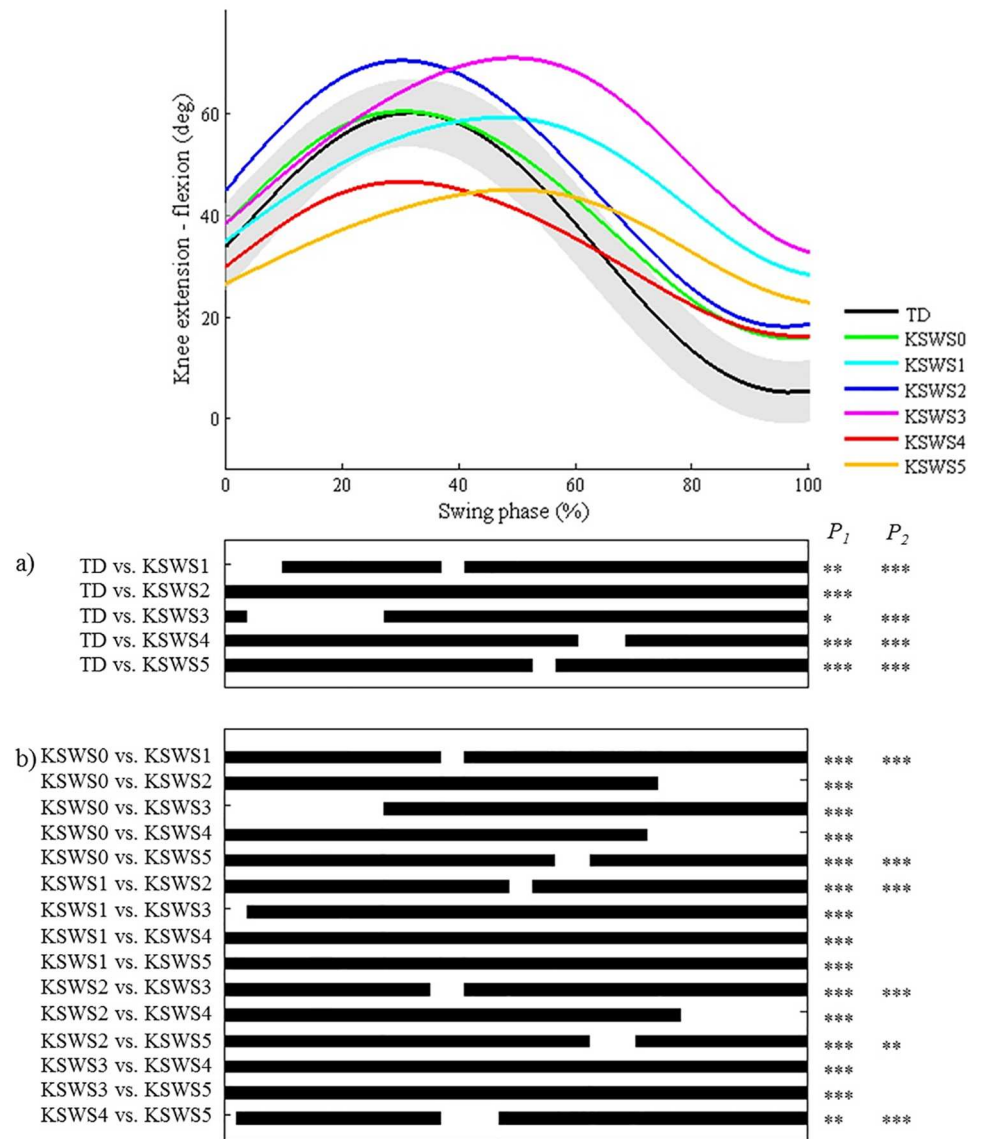 Knee extension - flexion (deg)
60
40
20
0
0 20 40 60 80 100
Swing phase (%)
TD
KSWS0
KSWS1
KSWS2
KSWS3
KSWS4
KSWS5
P1 P2
a)
TD vs. KSWS1 ** ***
TD vs. KSWS2 ***
TD vs. KSWS3 * ***
TD vs. KSWS4 *** ***
TD vs. KSWS5 *** ***
b)
KSWS0 vs. KSWS1 *** ***
KSWS0 vs. KSWS2 ***
KSWS0 vs. KSWS3 ***
KSWS0 vs. KSWS4 ***
KSWS0 vs. KSWS5 *** ***
KSWS1 vs. KSWS2 *** ***
KSWS1 vs. KSWS3 ***
KSWS1 vs. KSWS4 ***
KSWS1 vs. KSWS5 ***
KSWS2 vs. KSWS3 *** ***
KSWS2 vs. KSWS4 ***
KSWS2 vs. KSWS5 *** **
KSWS3 vs. KSWS4 ***
KSWS3 vs. KSWS5 ***
KSWS4 vs. KSWS5 ** ***